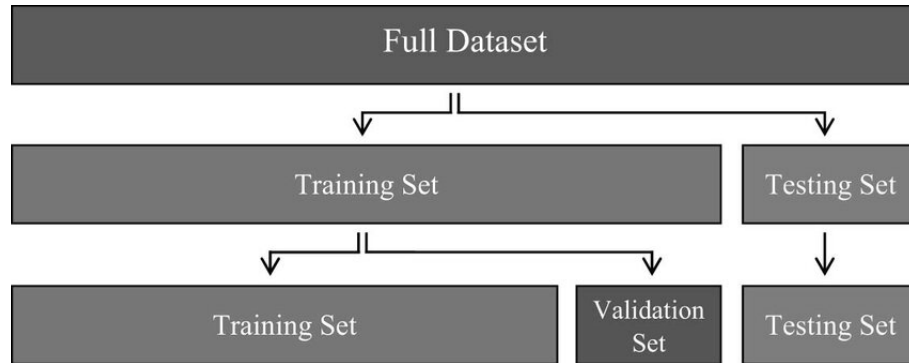 Full Dataset
Training Set
Testing Set
Training Set
Validation
Set
Testing Set